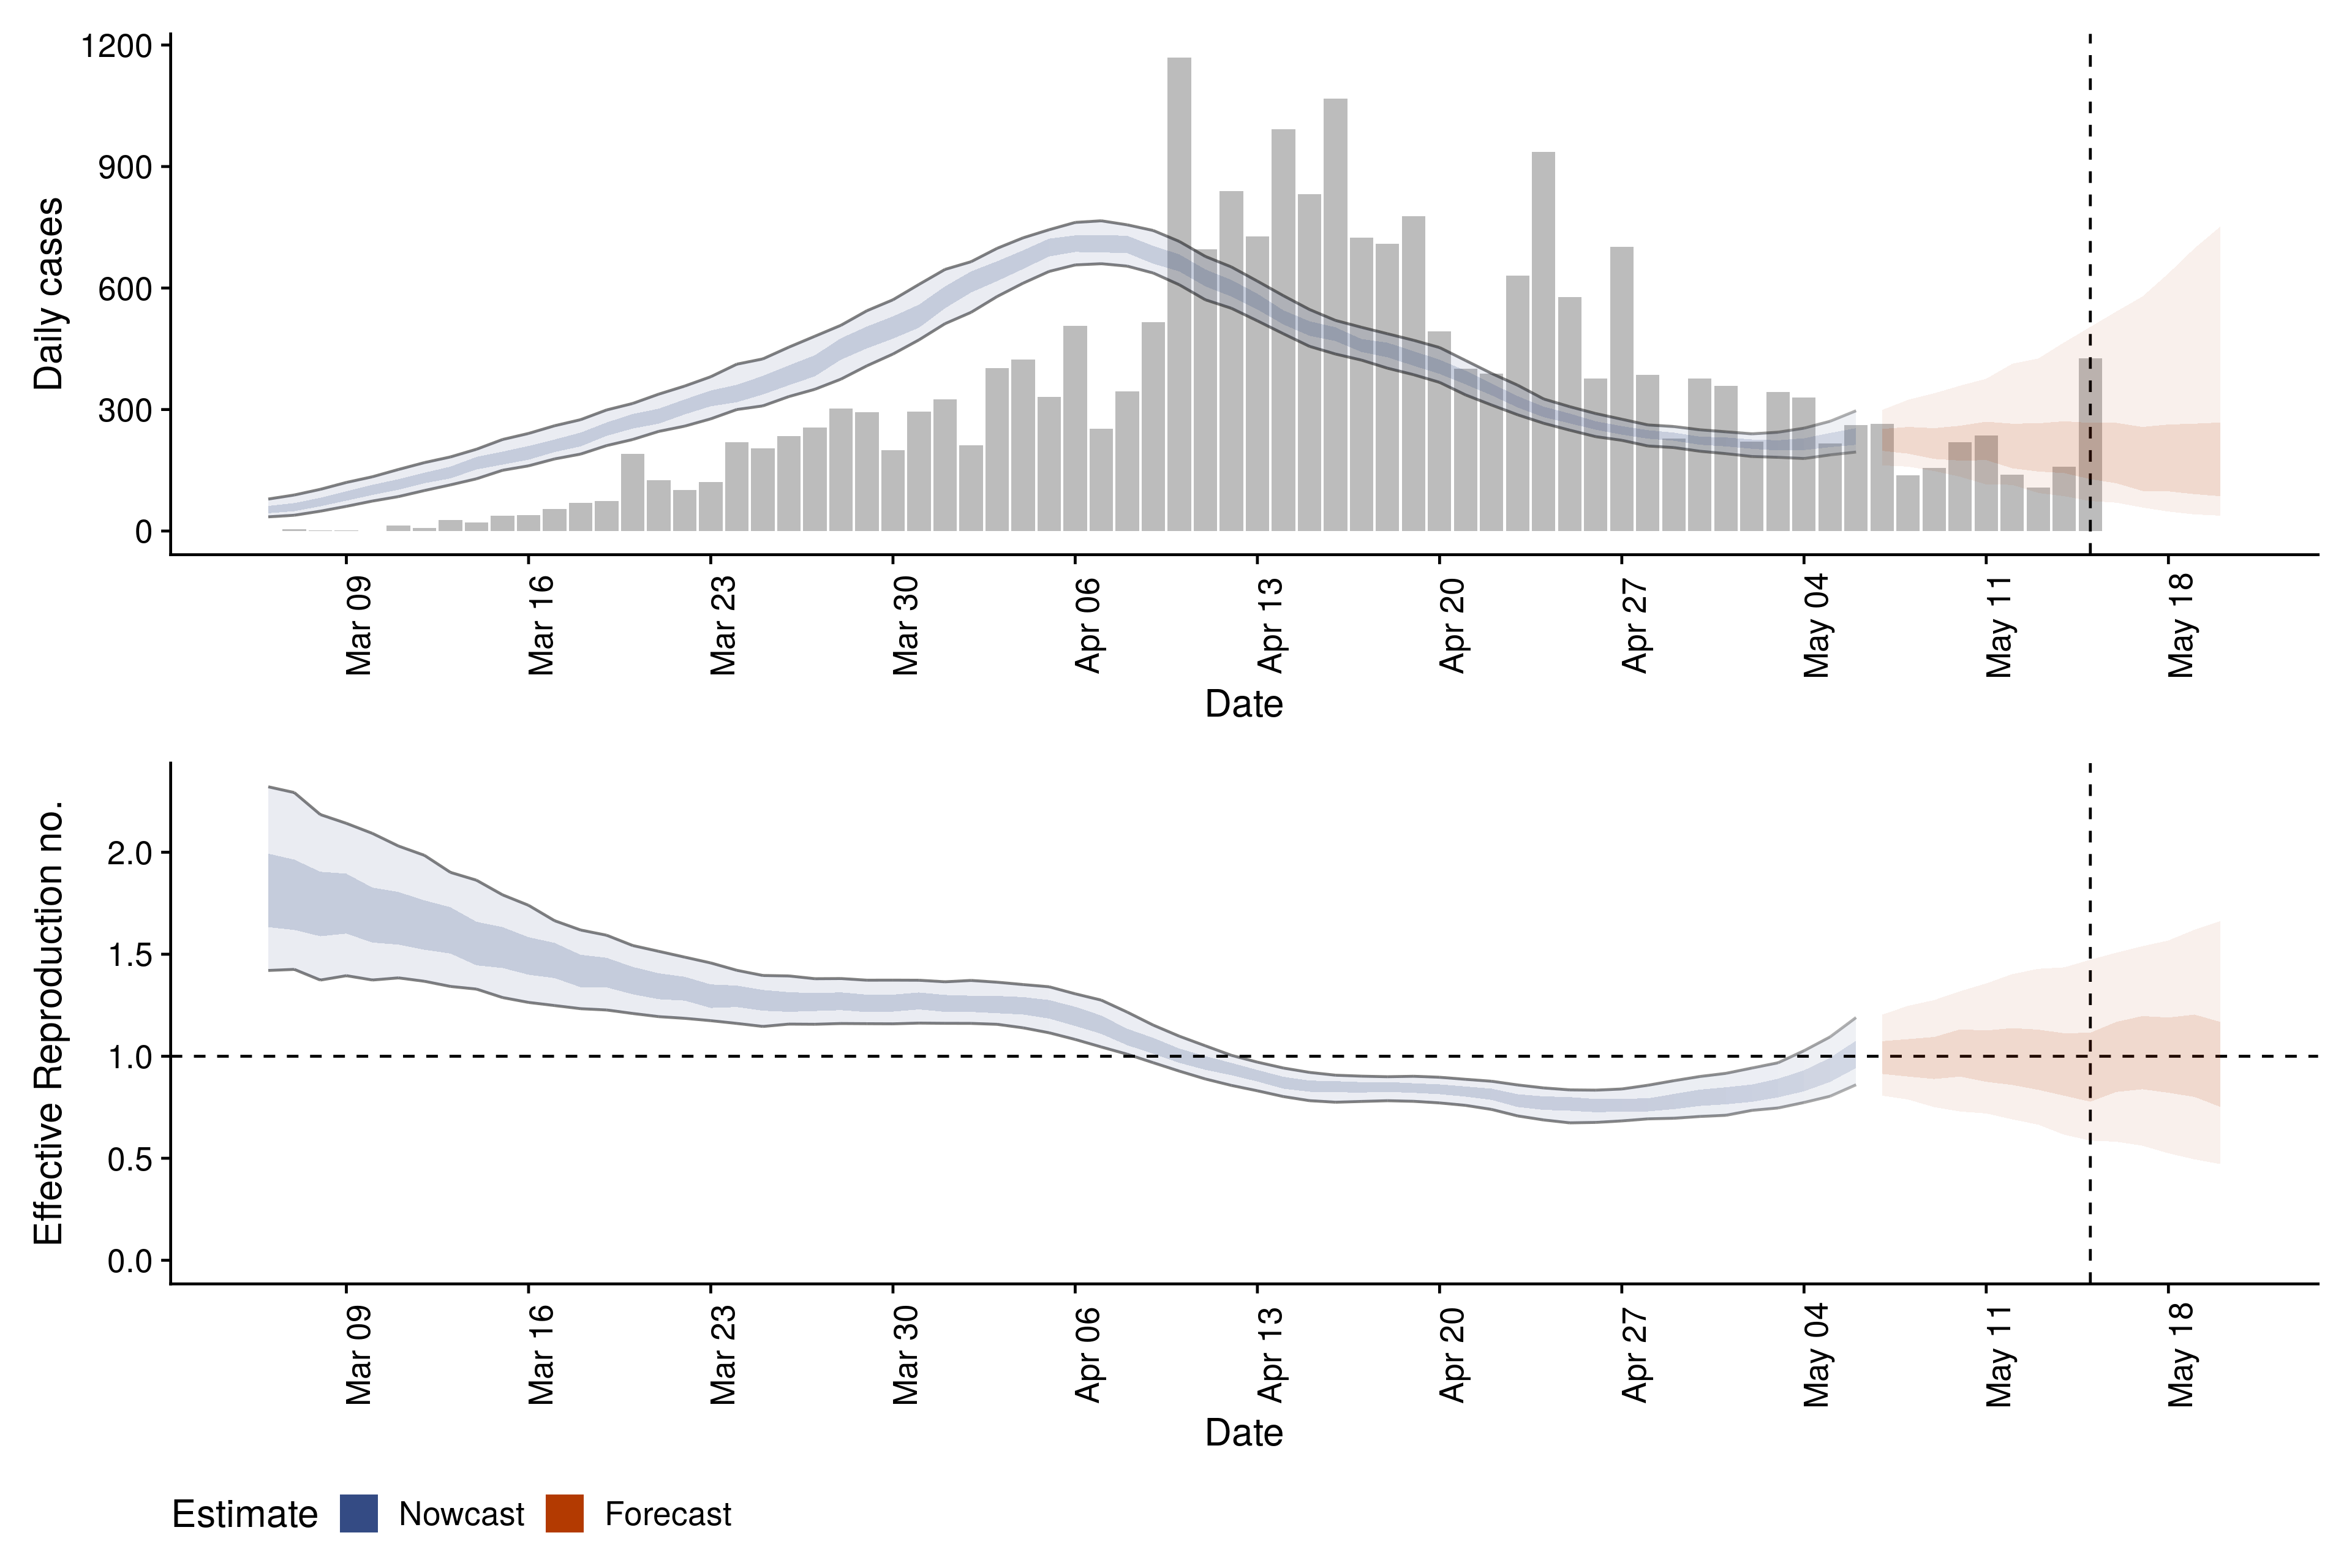 Daily cases
1200
900
600
300
0
Mar 09
Mar 16
Mar 23
Mar 30
Apr 06
Apr 13
Apr 20
Apr 27
May 04
May 11
May 18
Date
Effective Reproduction no.
2.0
1.5
1.0
0.5
0.0
Mar 09
Mar 16
Mar 23
Mar 30
Apr 06
Apr 13
Apr 20
Apr 27
May 04
May 11
May 18
Date
Estimate Nowcast Forecast